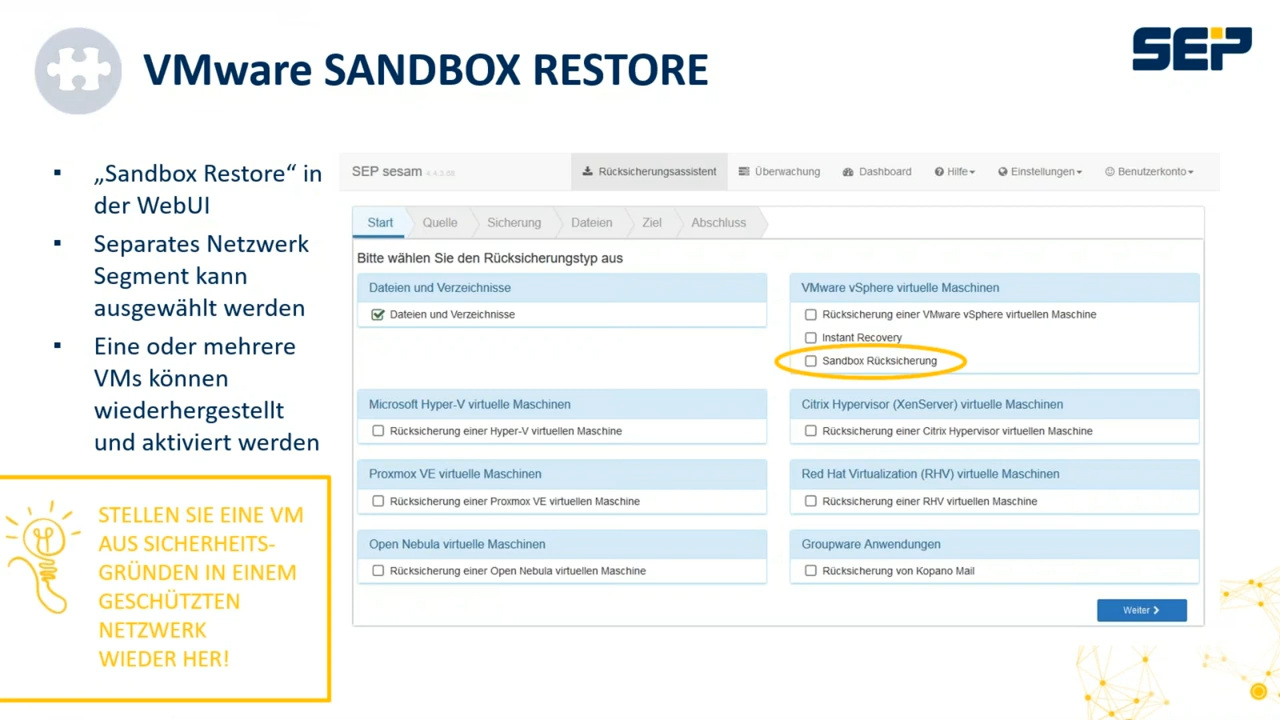 VMware SANDBOX RESTORE
SEP
▪ „Sandbox Restore“ in
der WebUI
▪ Separates Netzwerk
Segment kann
ausgewählt werden
▪ Eine oder mehrere
VMs können
wiederhergestellt
und aktiviert werden
STELLEN SIE EINE VM
AUS SICHERHEITS-
GRÜNDEN IN EINEM
GESCHÜTZTEN
NETZWERK
WIEDER HER!
SEP sesam 4.4.3.68
Rücksicherungsassistent Überwachung Dashboard Hilfe Einstellungen Benutzerkonto
Start Quelle Sicherung Dateien Ziel Abschluss
Bitte wählen Sie den Rücksicherungstyp aus
Dateien und Verzeichnisse
Dateien und Verzeichnisse
VMware vSphere virtuelle Maschinen
Rücksicherung einer VMware vSphere virtuellen Maschine
Instant Recovery
Sandbox Rücksicherung
Microsoft Hyper-V virtuelle Maschinen
Rücksicherung einer Hyper-V virtuellen Maschine
Citrix Hypervisor (XenServer) virtuelle Maschinen
Rücksicherung einer Citrix Hypervisor virtuellen Maschine
Proxmox VE virtuelle Maschinen
Rücksicherung einer Proxmox VE virtuellen Maschine
Red Hat Virtualization (RHV) virtuelle Maschinen
Rücksicherung einer RHV virtuellen Maschine
Open Nebula virtuelle Maschinen
Rücksicherung einer Open Nebula virtuellen Maschine
Groupware Anwendungen
Rücksicherung von Kopano Mail
Weiter